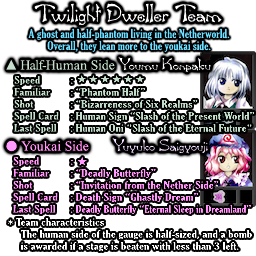 Twilight Dweller Team
A ghost and half-phantom living in the Netherworld.
Overall, they lean more to the youkai side.
▲ Half-Human Side Youmu Konpaku
Speed : ★★★★★★
Familiar : "Phantom Half"
Shot : "Bizarreness of Six Realms"
Spell Card : Human Sign "Slash of the Present World"
Last Spell : Human Oni "Slash of the Eternal Future"
● Youkai Side Yuyuko Saigyouji
Speed : ★
Familiar : "Deadly Butterfly"
Shot : "Invitation from the Nether Side"
Spell Card : Death Sign "Ghastly Dream"
Last Spell : Deadly Butterfly "Eternal Sleep in Dreamland"
* Team characteristics
The human side of the gauge is half-sized, and a bomb
is awarded if a stage is beaten with less than 3 left.